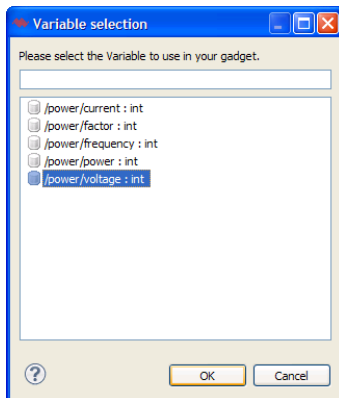 Variable selection
Please select the Variable to use in your gadget.
/power/current : int
/power/factor : int
/power/frequency : int
/power/power : int
/power/voltage : int
?
OK
Cancel